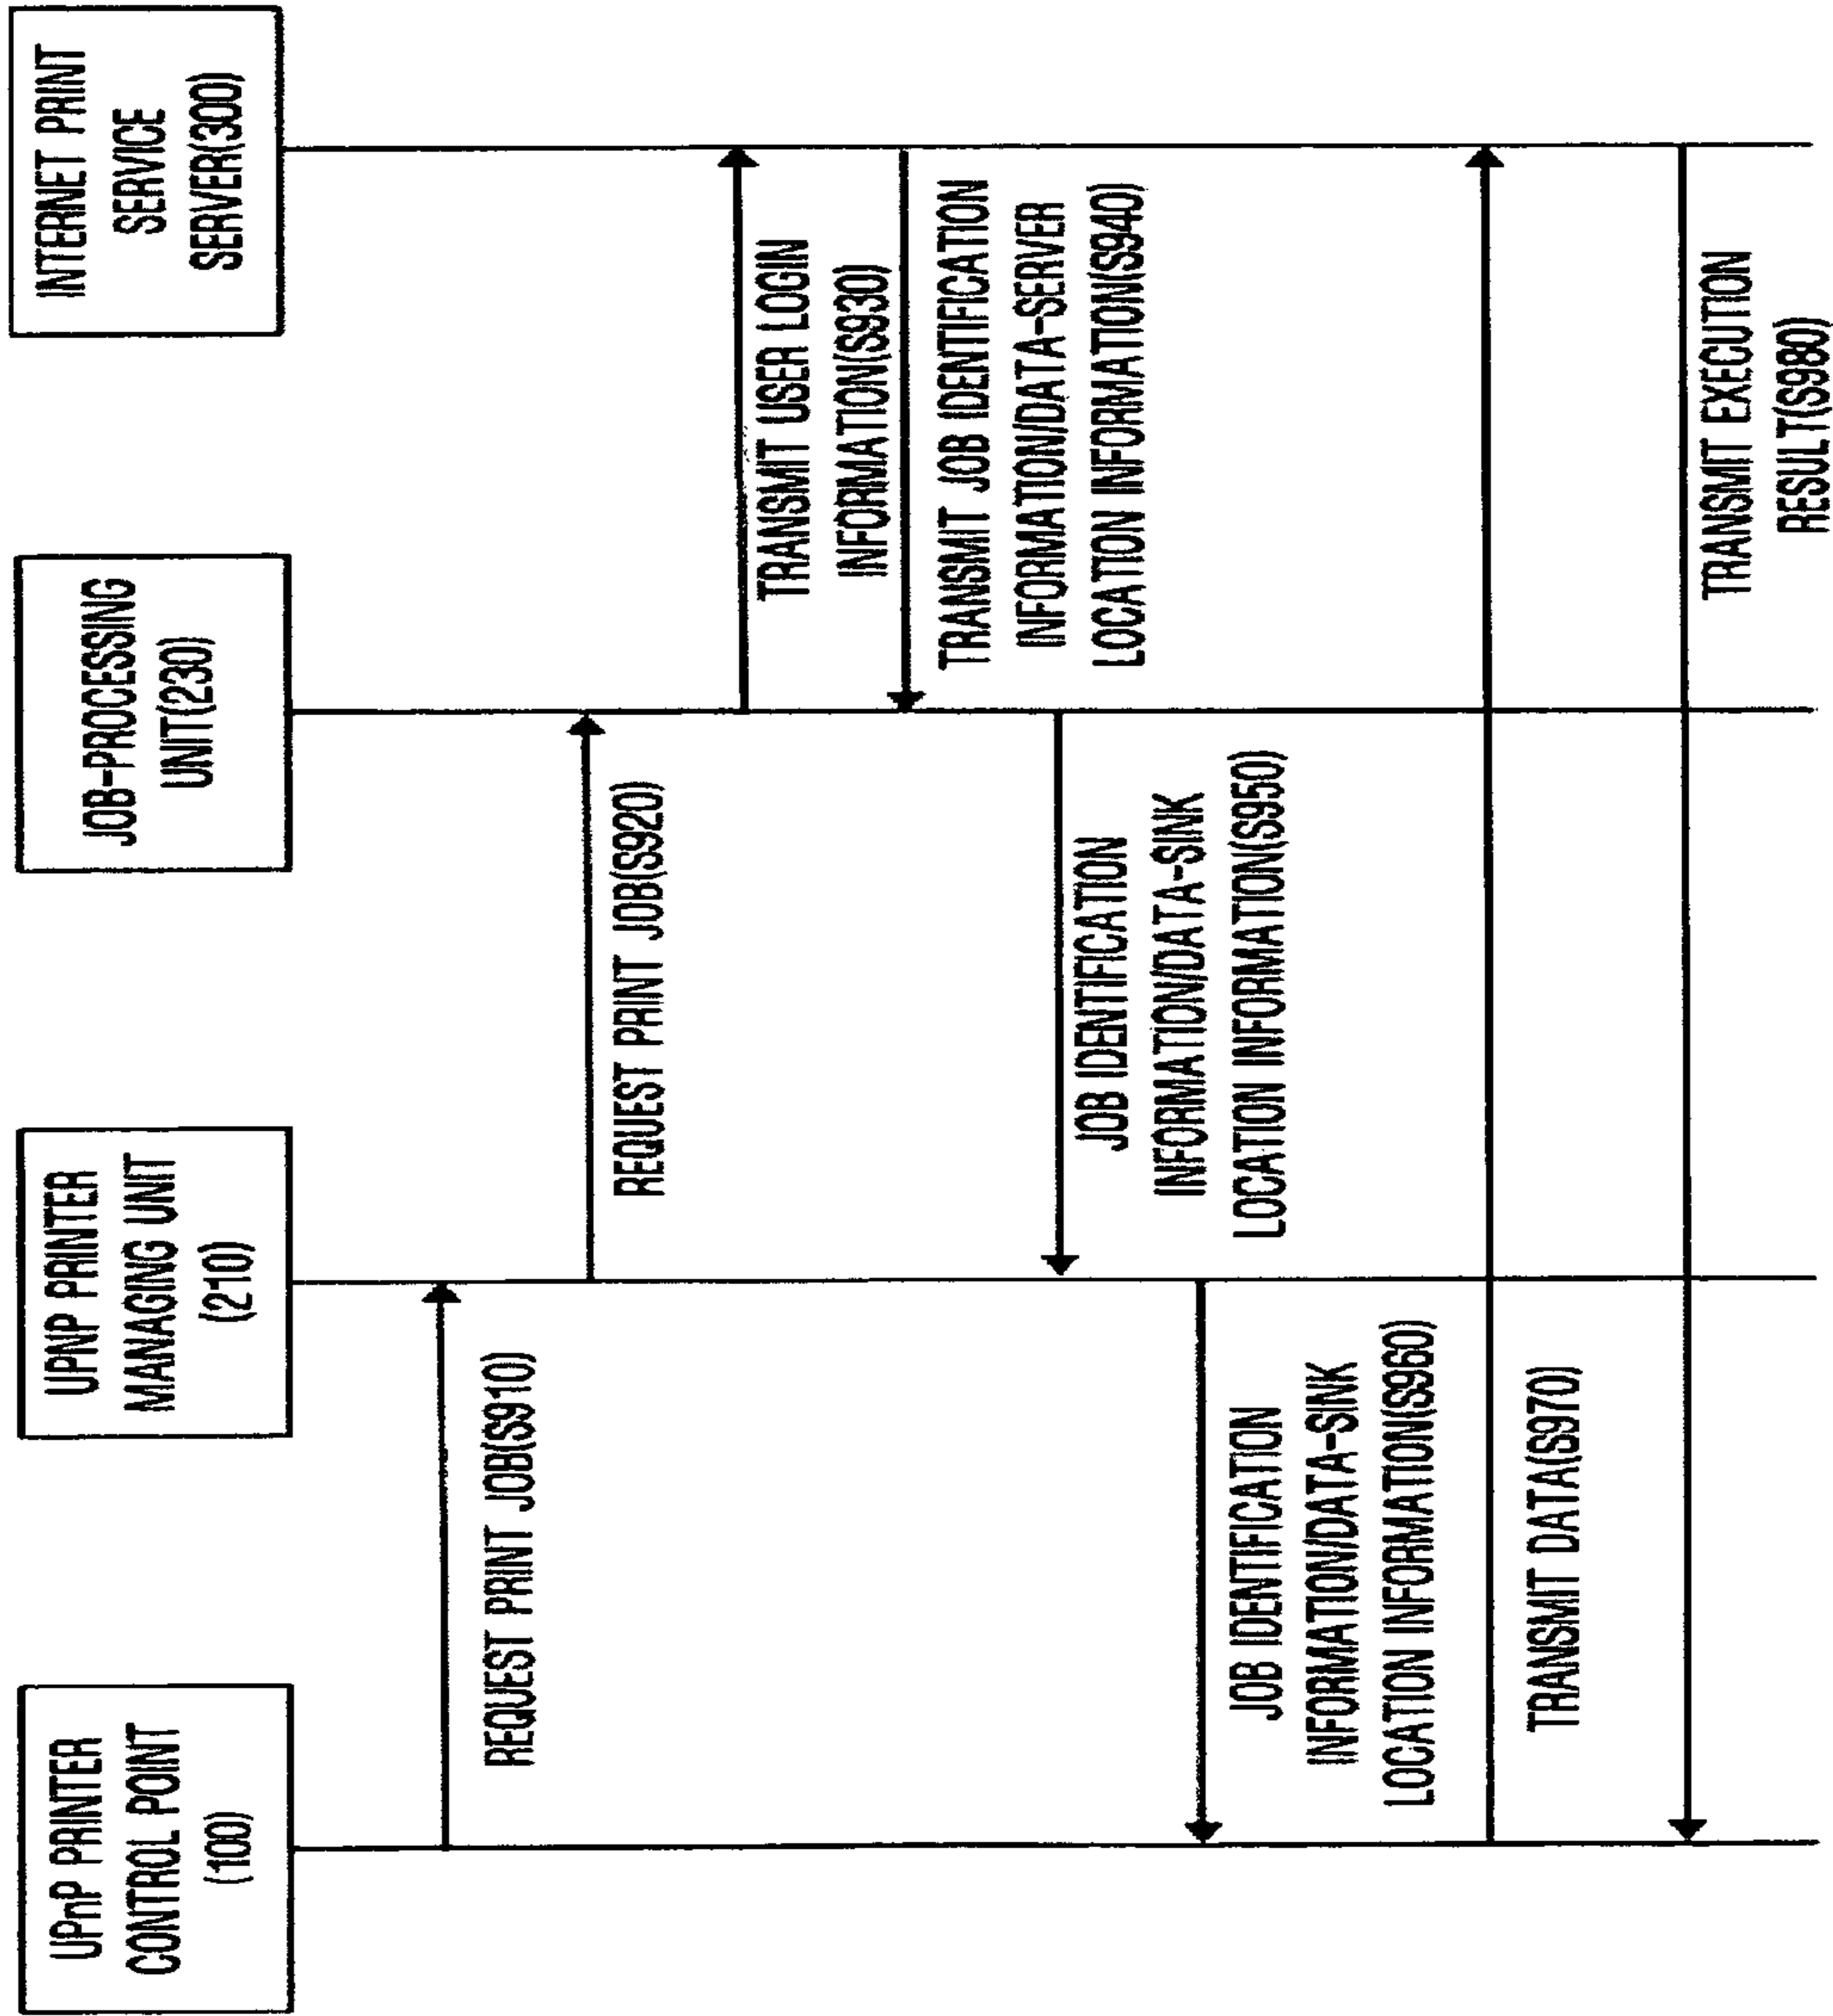 UPnP PRINTER
CONTROL POINT
(100)
UPNP PRINTER
MANAGING UNIT
(210)
JOB-PROCESSING
UNIT(230)
INTERNET PRINT
SERVICE
SERVER(300)
REQUEST PRINT JOB(S910)
REQUEST PRINT JOB(S920)
TRANSMIT USER LOGIN
INFORMATION(S930)
TRANSMIT JOB IDENTIFICATION
INFORMATION/DATA-SERVER
LOCATION INFORMATION(S940)
JOB IDENTIFICATION
INFORMATION/DATA-SINK
LOCATION INFORMATION(S950)
JOB IDENTIFICATION
INFORMATION/DATA-SINK
LOCATION INFORMATION(S960)
TRANSMIT DATA(S970)
TRANSMIT EXECUTION
RESULT(S980)